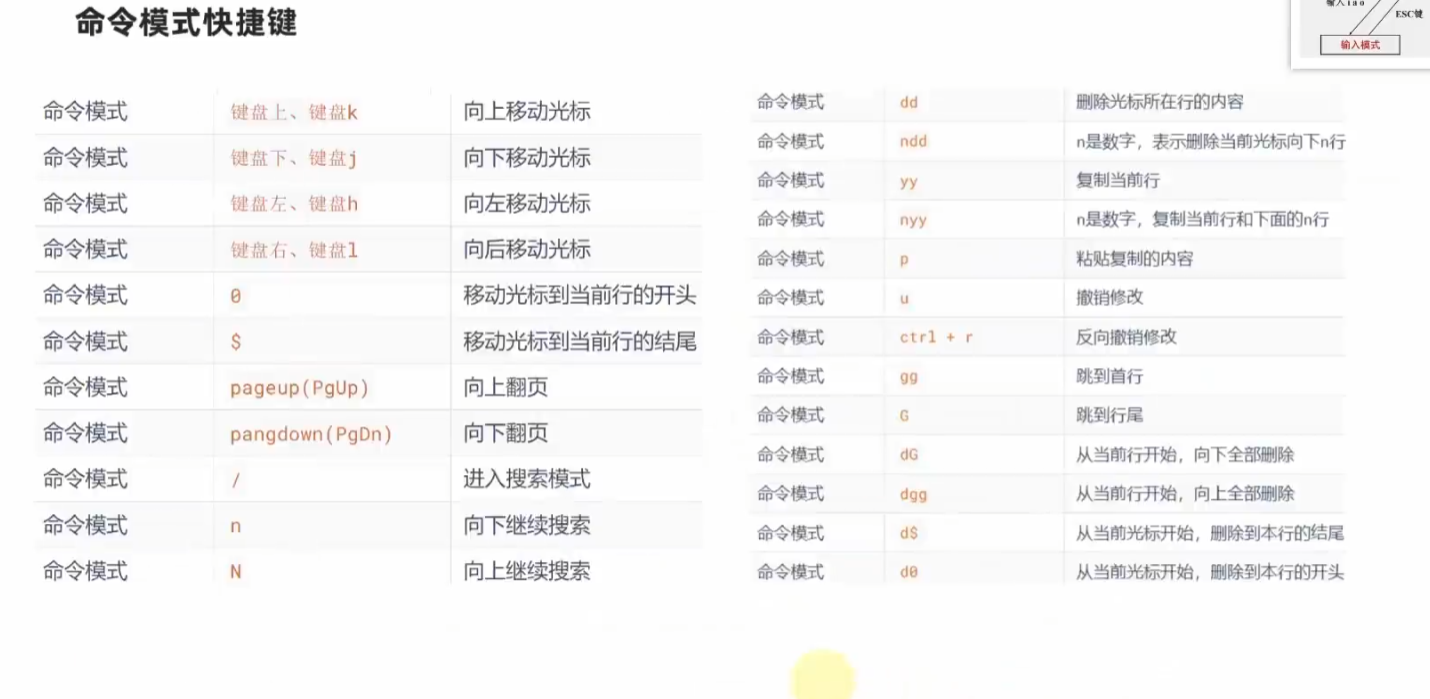 命令模式快捷键
输入iao
ESC键
输入模式
命令模式 键盘上、键盘k 向上移动光标
命令模式 键盘下、键盘j 向下移动光标
命令模式 键盘左、键盘h 向左移动光标
命令模式 键盘右、键盘l 向后移动光标
命令模式 0 移动光标到当前行的开头
命令模式 $ 移动光标到当前行的结尾
命令模式 pageup(PgUp) 向上翻页
命令模式 pangdown(PgDn) 向下翻页
命令模式 / 进入搜索模式
命令模式 n 向下继续搜索
命令模式 N 向上继续搜索
命令模式 dd 删除光标所在行的内容
命令模式 ndd n是数字，表示删除当前光标向下n行
命令模式 yy 复制当前行
命令模式 nyy n是数字，复制当前行和下面的n行
命令模式 p 粘贴复制的内容
命令模式 u 撤销修改
命令模式 ctrl + r 反向撤销修改
命令模式 gg 跳到首行
命令模式 G 跳到行尾
命令模式 dG 从当前行开始，向下全部删除
命令模式 dgg 从当前行开始，向上全部删除
命令模式 d$ 从当前光标开始，删除到本行的结尾
命令模式 d0 从当前光标开始，删除到本行的开头